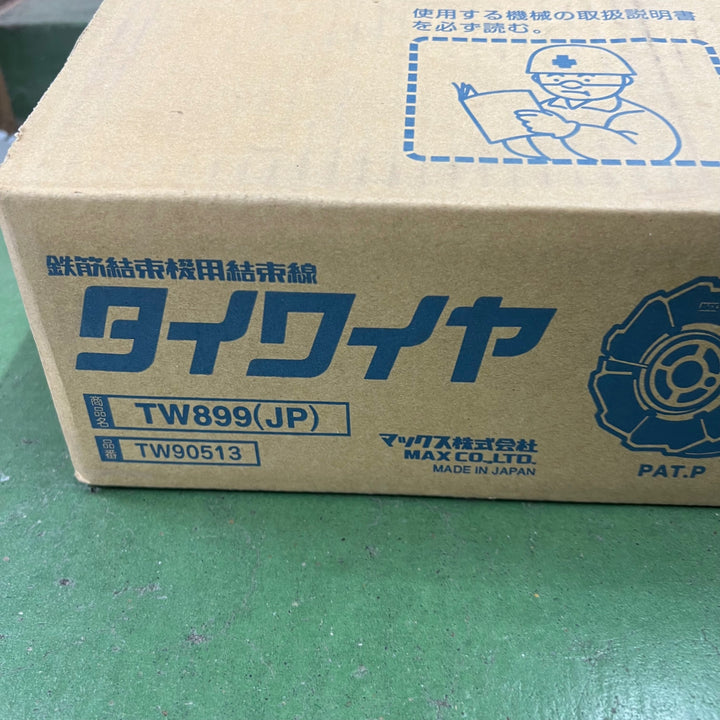 使用する機械の取扱説明書
を必ず読む。
鉄筋結束機用結束線
タイワイヤ
商品名 TW899(JP)
品番 TW90513
マックス株式会社
MAX CO.,LTD.
MADE IN JAPAN
PAT.P